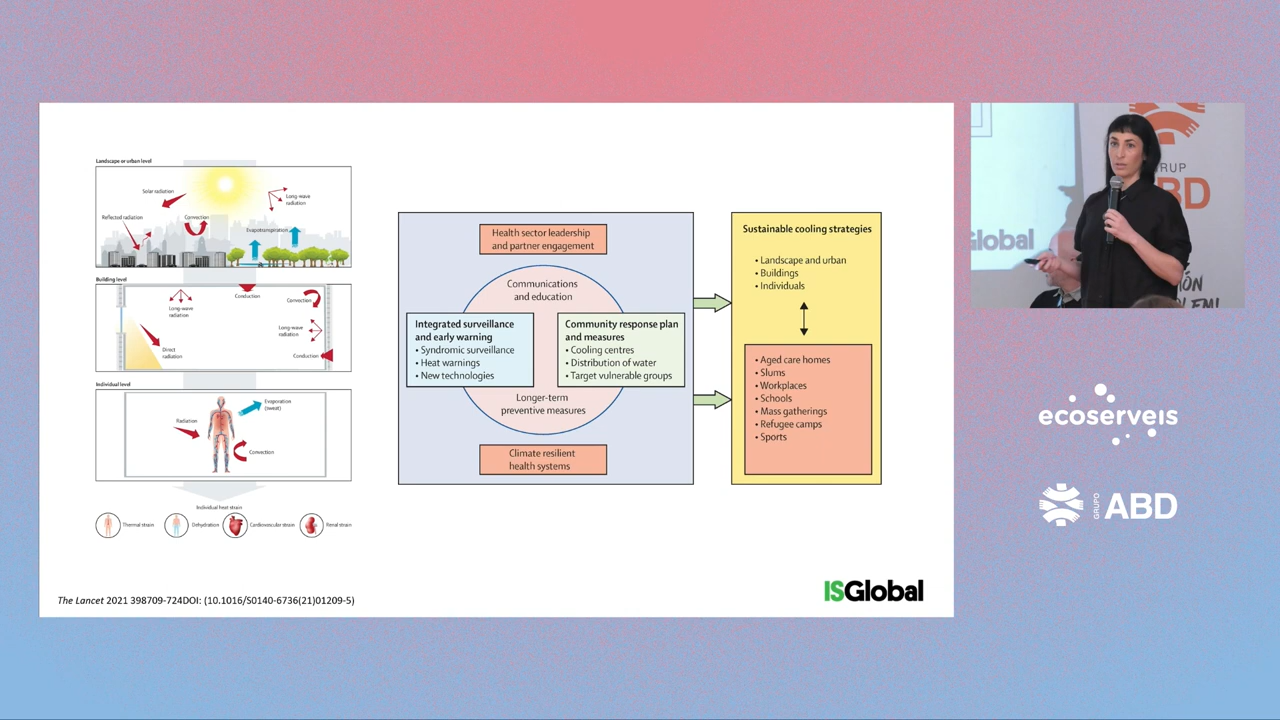 Landscape or urban level
Solar radiation
Long-wave
radiation
Reflected radiation
Convection
Evapotranspiration
Building level
Conduction
Convection
Long-wave
radiation
Long-wave
radiation
Direct
radiation
Conduction
Individual level
Evaporation
(sweat)
Radiation
Convection
Individual heat strain
Thermal strain
Dehydration
Cardiovascular strain
Renal strain
Health sector leadership
and partner engagement
Communications
and education
Integrated surveillance
and early warning
• Syndromic surveillance
• Heat warnings
• New technologies
Community response plan
and measures
• Cooling centres
• Distribution of water
• Target vulnerable groups
Longer-term
preventive measures
Climate resilient
health systems
Sustainable cooling strategies
• Landscape and urban
• Buildings
• Individuals
• Aged care homes
• Slums
• Workplaces
• Schools
• Mass gatherings
• Refugee camps
• Sports
The Lancet 2021 398709-724DOI: (10.1016/S0140-6736(21)01209-5)
ISGlobal
RUP
BD
Global
ecoserveis
GRUPO ABD